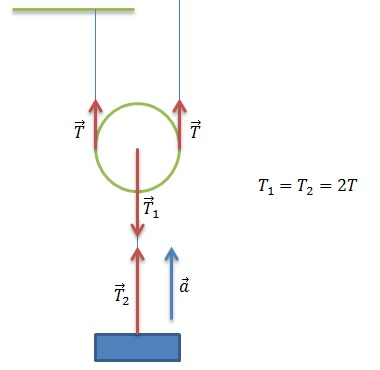 T⃗
T⃗
T⃗₁
T₁ = T₂ = 2T
T⃗₂
a⃗